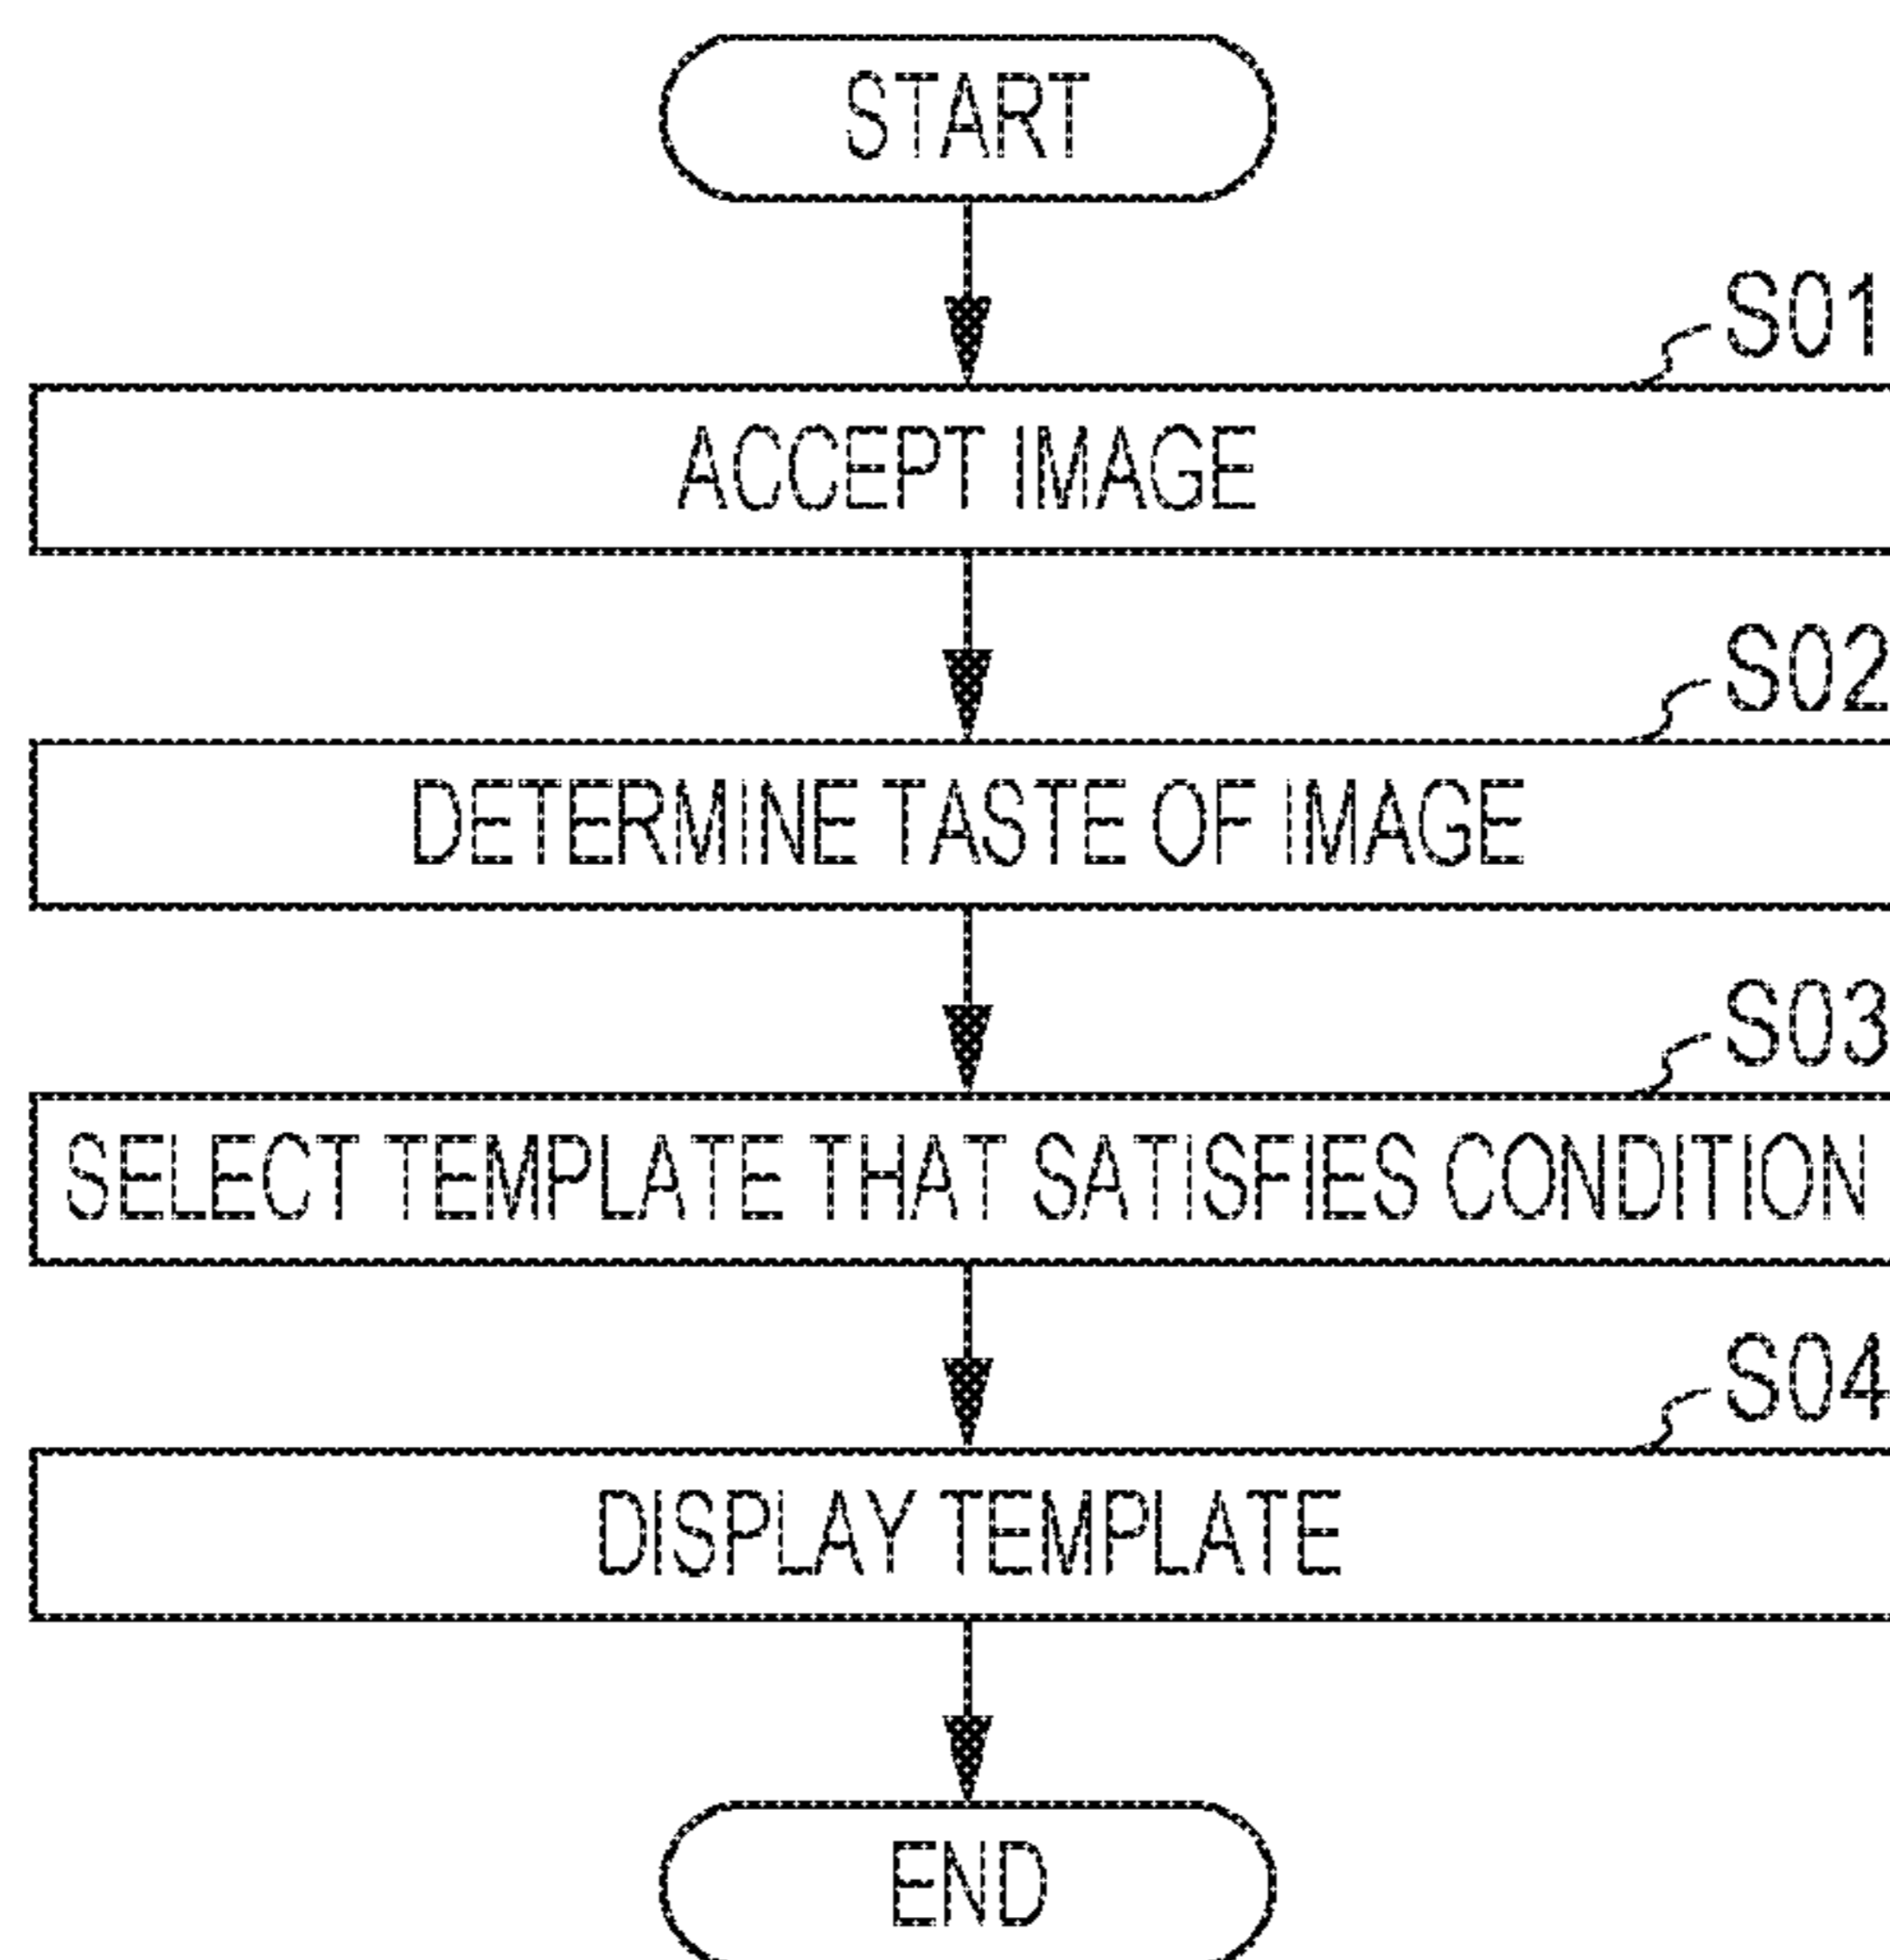 START
S01
ACCEPT IMAGE
S02
DETERMINE TASTE OF IMAGE
S03
SELECT TEMPLATE THAT SATISFIES CONDITION
S04
DISPLAY TEMPLATE
END